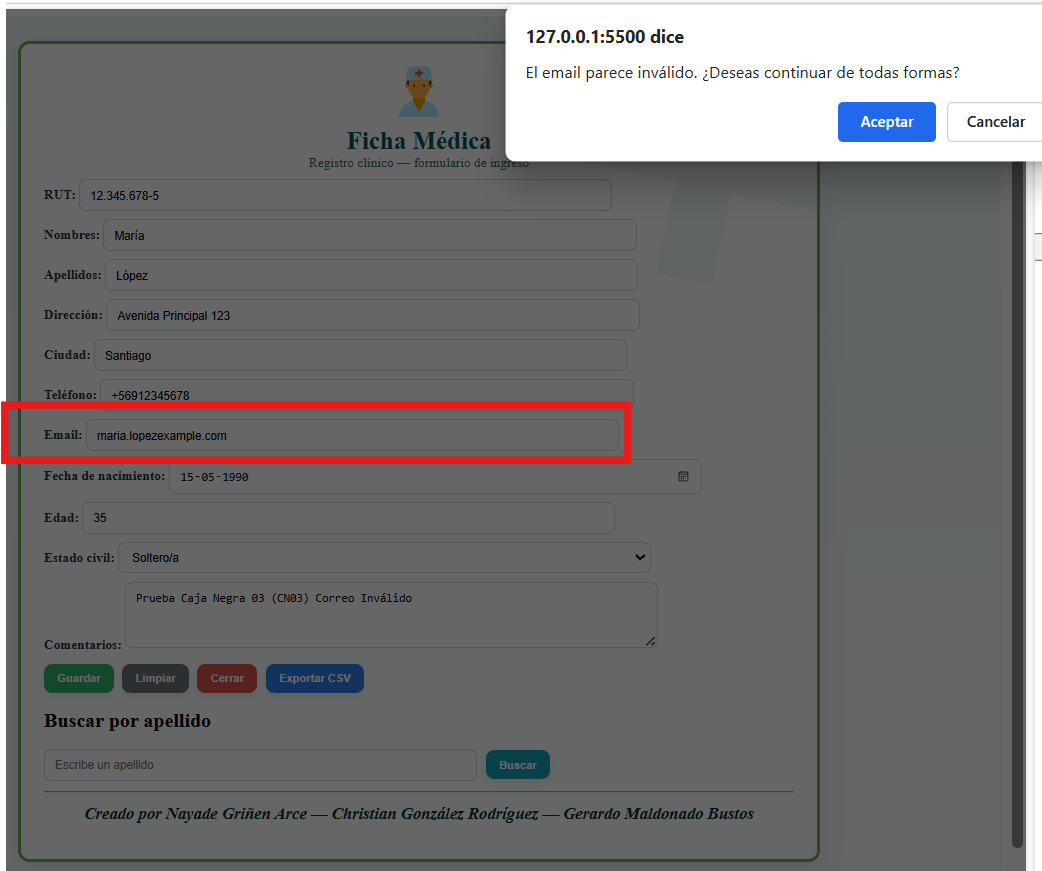 127.0.0.1:5500 dice
El email parece inválido. ¿Deseas continuar de todas formas?
Aceptar Cancelar
Ficha Médica
Registro clínico — formulario de ingreso
RUT: 12.345.678-5
Nombres: María
Apellidos: López
Dirección: Avenida Principal 123
Ciudad: Santiago
Teléfono: +56912345678
Email: maria.lopezexample.com
Fecha de nacimiento: 15-05-1990
Edad: 35
Estado civil: Soltero/a
Prueba Caja Negra 03 (CN03) Correo Inválido
Comentarios:
Guardar Limpiar Cerrar Exportar CSV
Buscar por apellido
Escribe un apellido Buscar
Creado por Nayade Griñen Arce — Christian González Rodríguez — Gerardo Maldonado Bustos